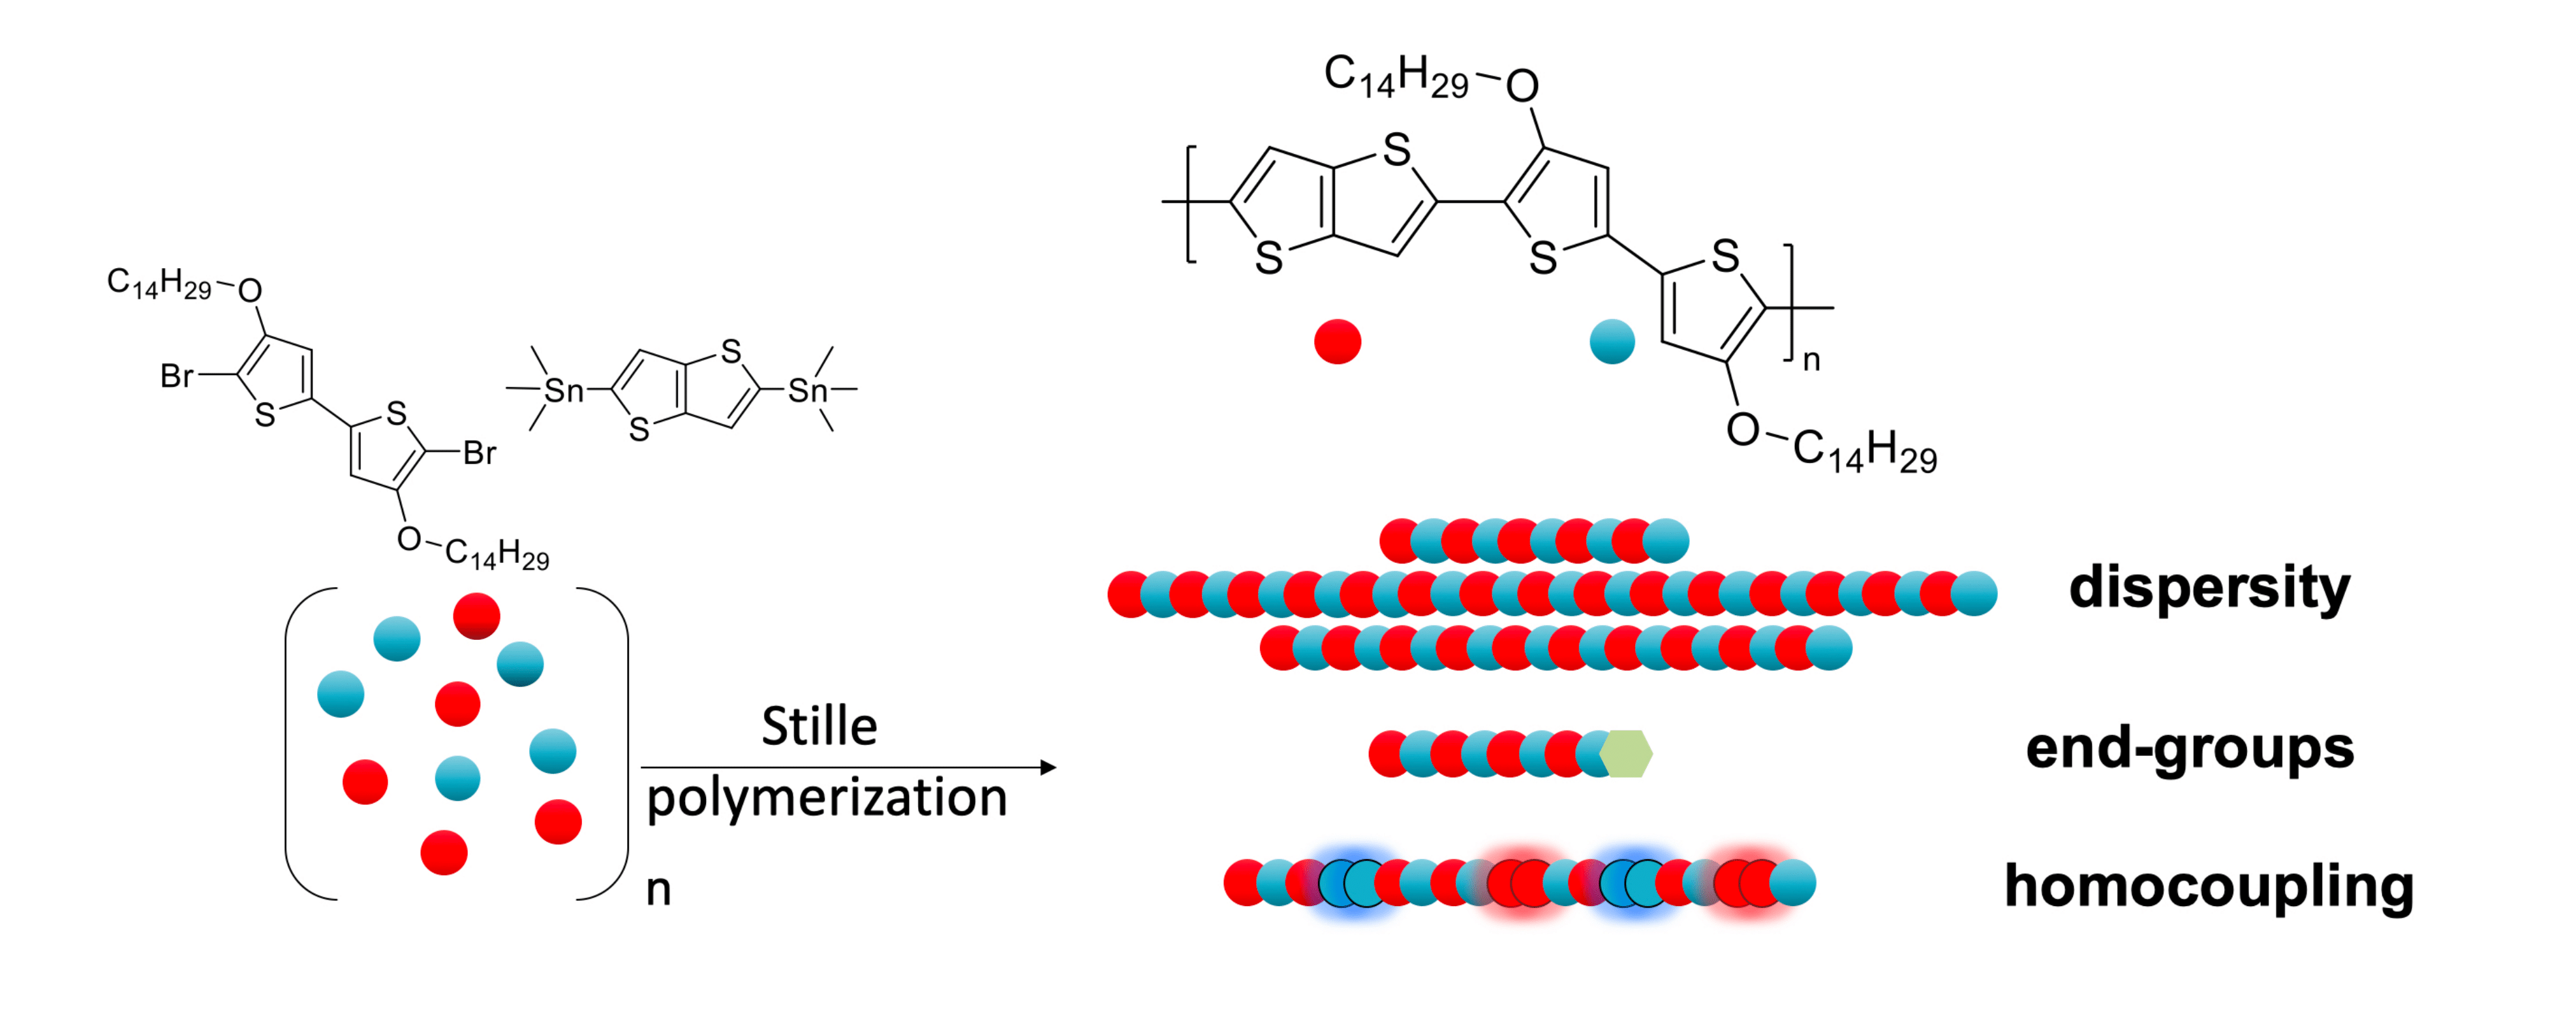 C14H29 O
S
S
S
S
O C14H29
n
C14H29 O
Br
S
S
Br
O C14H29
Sn
S
S
Sn
Stille
polymerization
n
dispersity
end-groups
homocoupling